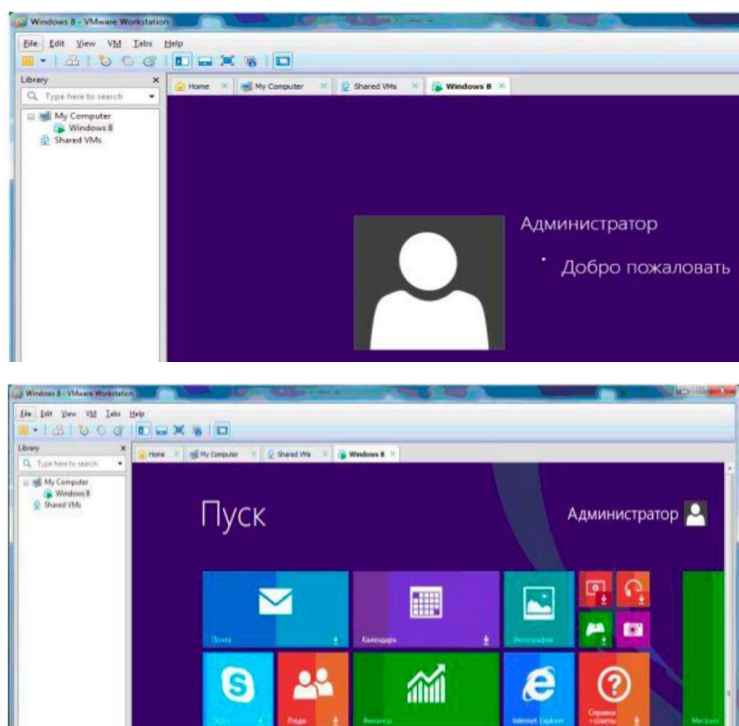 Windows 8 - VMware Workstation
File Edit View VM Tabs Help
Library
Type here to search
My Computer
Windows 8
Shared VMs
Home My Computer Shared VMs Windows 8
Администратор
Добро пожаловать
Windows 8 - VMware Workstation
File Edit View VM Tabs Help
Library
Type here to search
My Computer
Windows 8
Shared VMs
Home My Computer Shared VMs Windows 8
Пуск
Администратор
Почта Календарь Фотографии
Люди Финансы Internet Explorer Справка
+советы Магазин